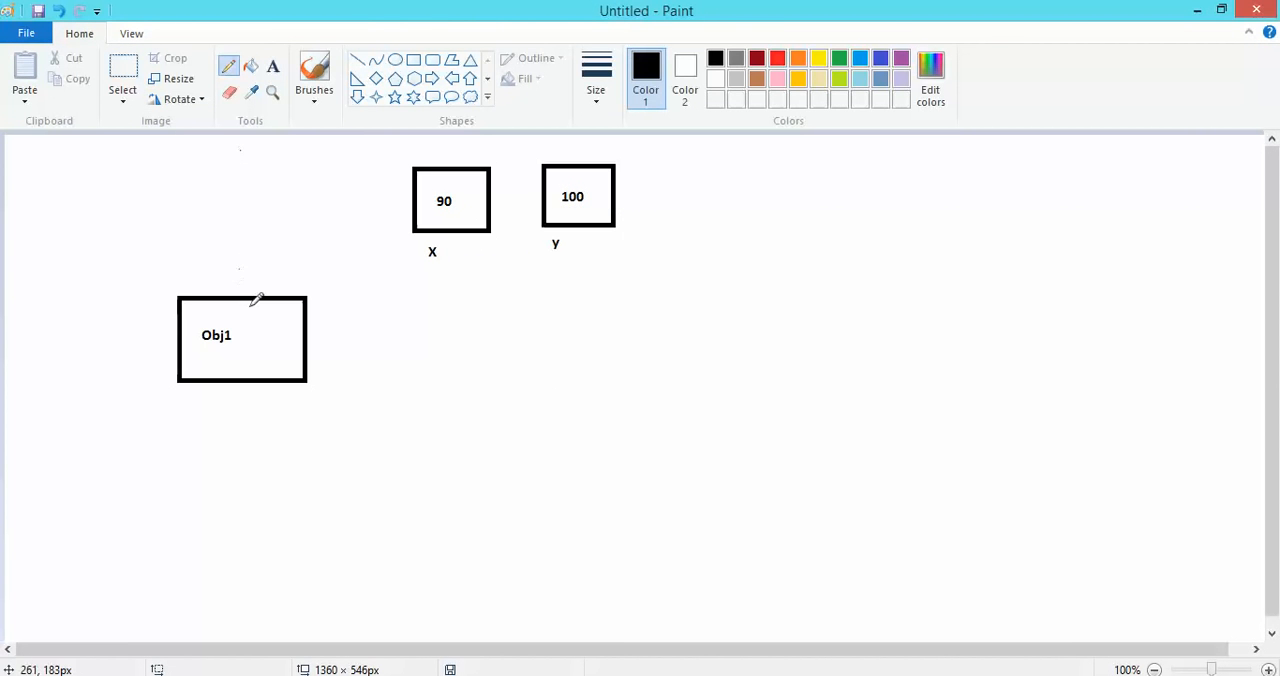 Untitled - Paint
File Home View
Paste
Cut
Copy
Clipboard
Select
Crop
Resize
Rotate
Image
Tools
A
Brushes
Outline
Fill
Shapes
Size
Color 1
Color 2
Edit colors
Colors
90
100
X
y
Obj1
261, 183px
1360 × 546px
100%